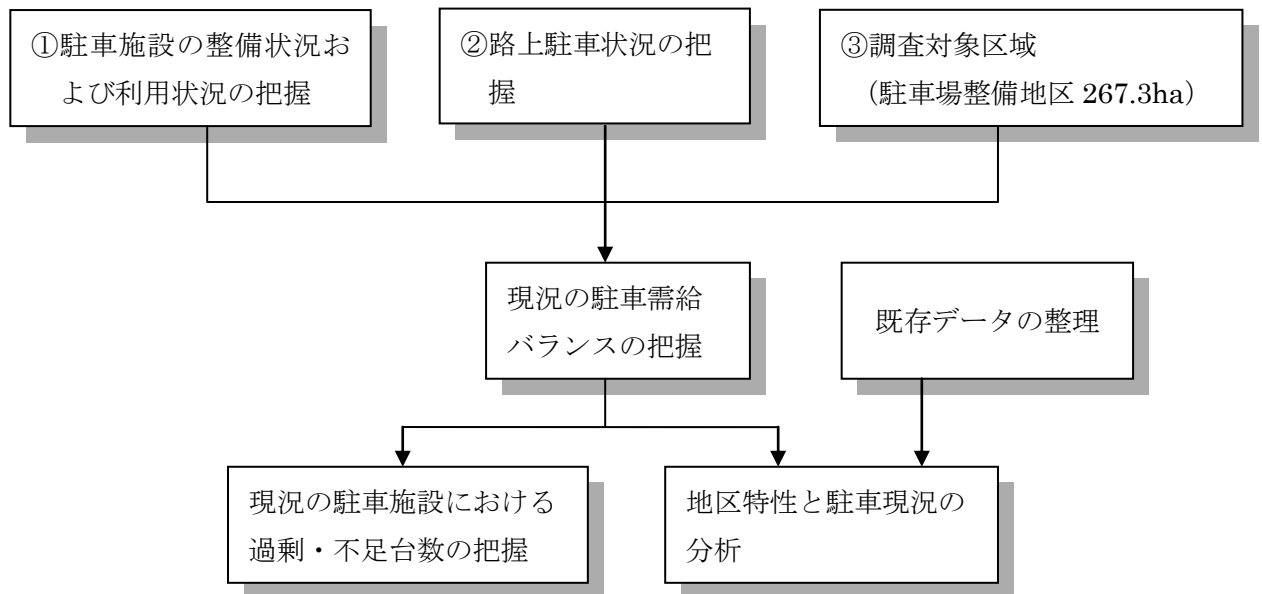 ①駐車施設の整備状況お
よび利用状況の把握
②路上駐車状況の把
握
③調査対象区域
（駐車場整備地区 267.3ha）
現況の駐車需給
バランスの把握
既存データの整理
現況の駐車施設における
過剰・不足台数の把握
地区特性と駐車現況の
分析